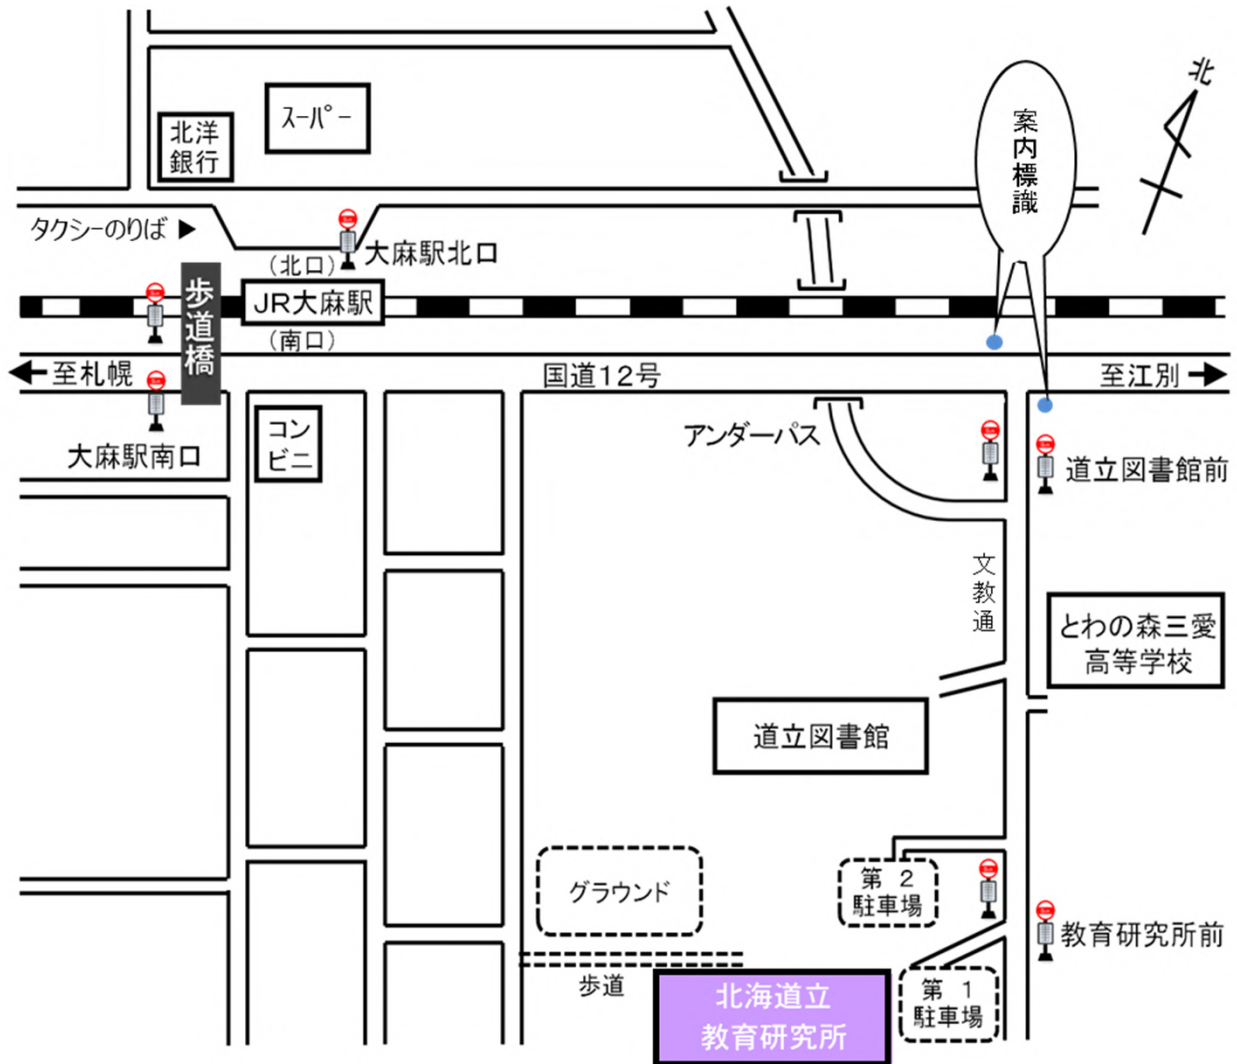 北
スーパー
北洋
銀行
案内標識
タクシーのりば ▶
大麻駅北口
(北口)
歩道橋
JR大麻駅
(南口)
至札幌
国道12号
至江別
コン
ビニ
アンダーパス
大麻駅南口
道立図書館前
文教通
とわの森三愛
高等学校
道立図書館
グラウンド
第 2
駐車場
教育研究所前
歩道
北海道立
教育研究所
第 1
駐車場